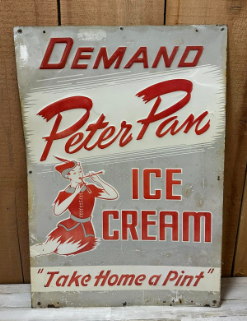 DEMAND
Peter Pan
ICE
CREAM
"Take Home a Pint"